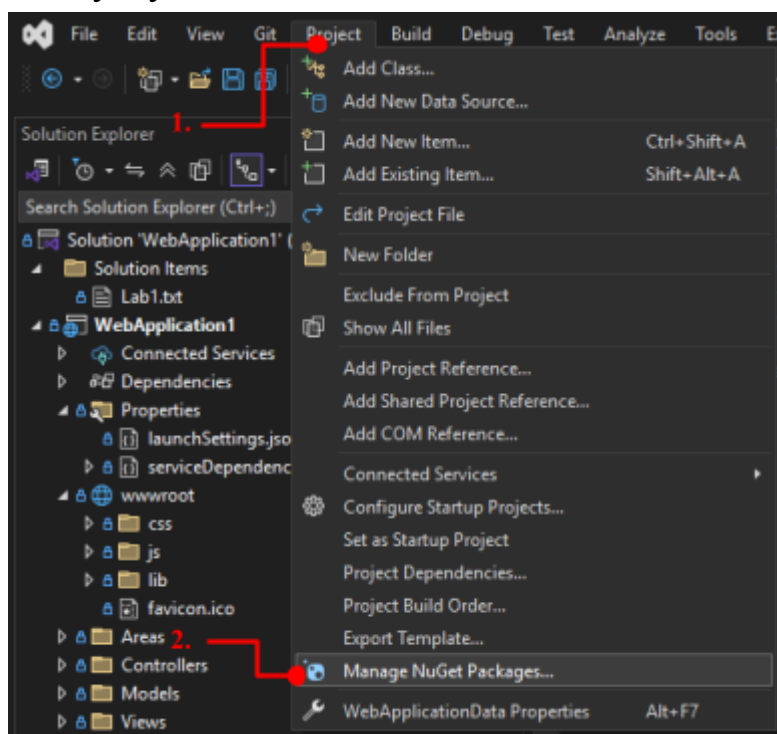 File Edit View Git Project Build Debug Test Analyze Tools
1.
Solution Explorer
Search Solution Explorer (Ctrl+;)
Solution 'WebApplication1' (
Solution Items
Lab1.txt
WebApplication1
Connected Services
Dependencies
Properties
launchSettings.jso
serviceDependenc
wwwroot
css
js
lib
favicon.ico
Areas
2.
Controllers
Models
Views
Add Class...
Add New Data Source...
Add New Item... Ctrl+Shift+A
Add Existing Item... Shift+Alt+A
Edit Project File
New Folder
Exclude From Project
Show All Files
Add Project Reference...
Add Shared Project Reference...
Add COM Reference...
Connected Services
Configure Startup Projects...
Set as Startup Project
Project Dependencies...
Project Build Order...
Export Template...
Manage NuGet Packages...
WebApplicationData Properties Alt+F7